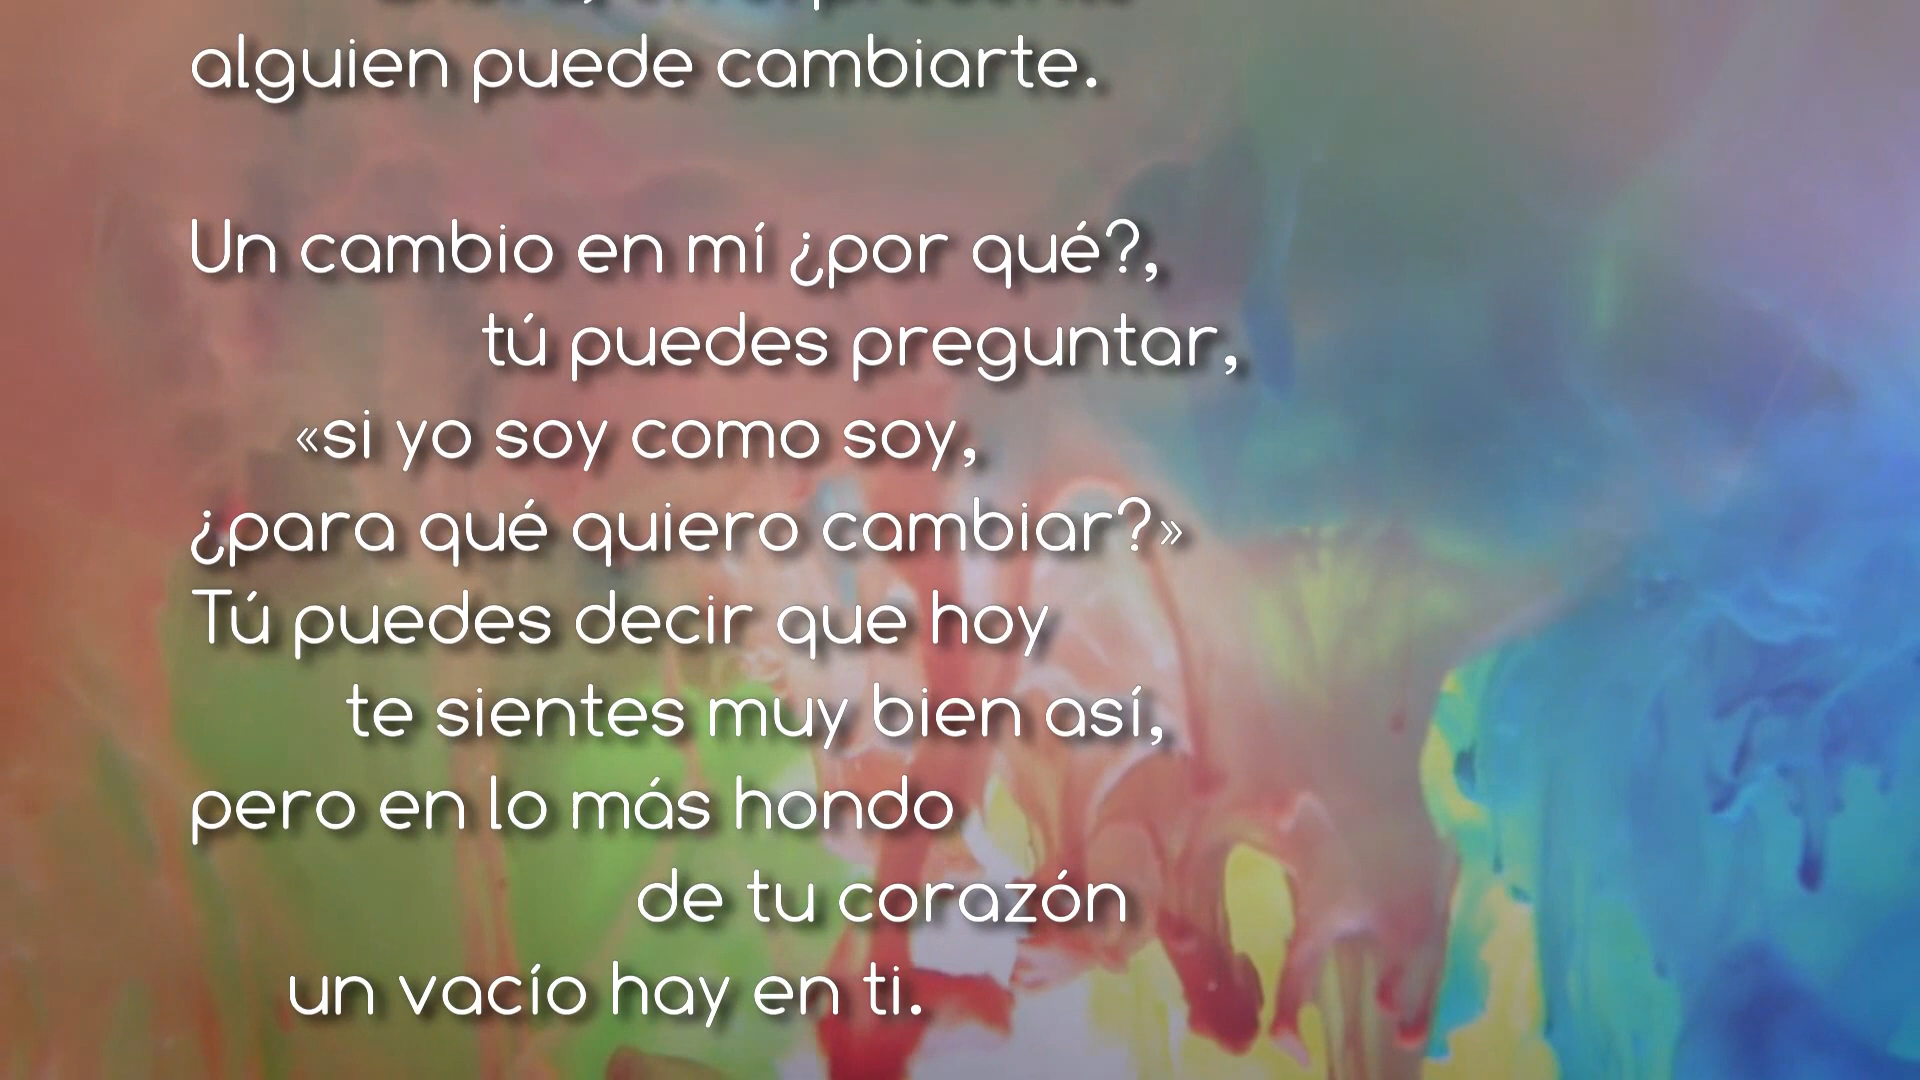 alguien puede cambiarte.
Un cambio en mí ¿por qué?,
tú puedes preguntar,
«si yo soy como soy,
¿para qué quiero cambiar?»
Tú puedes decir que hoy
te sientes muy bien así,
pero en lo más hondo
de tu corazón
un vacío hay en ti.